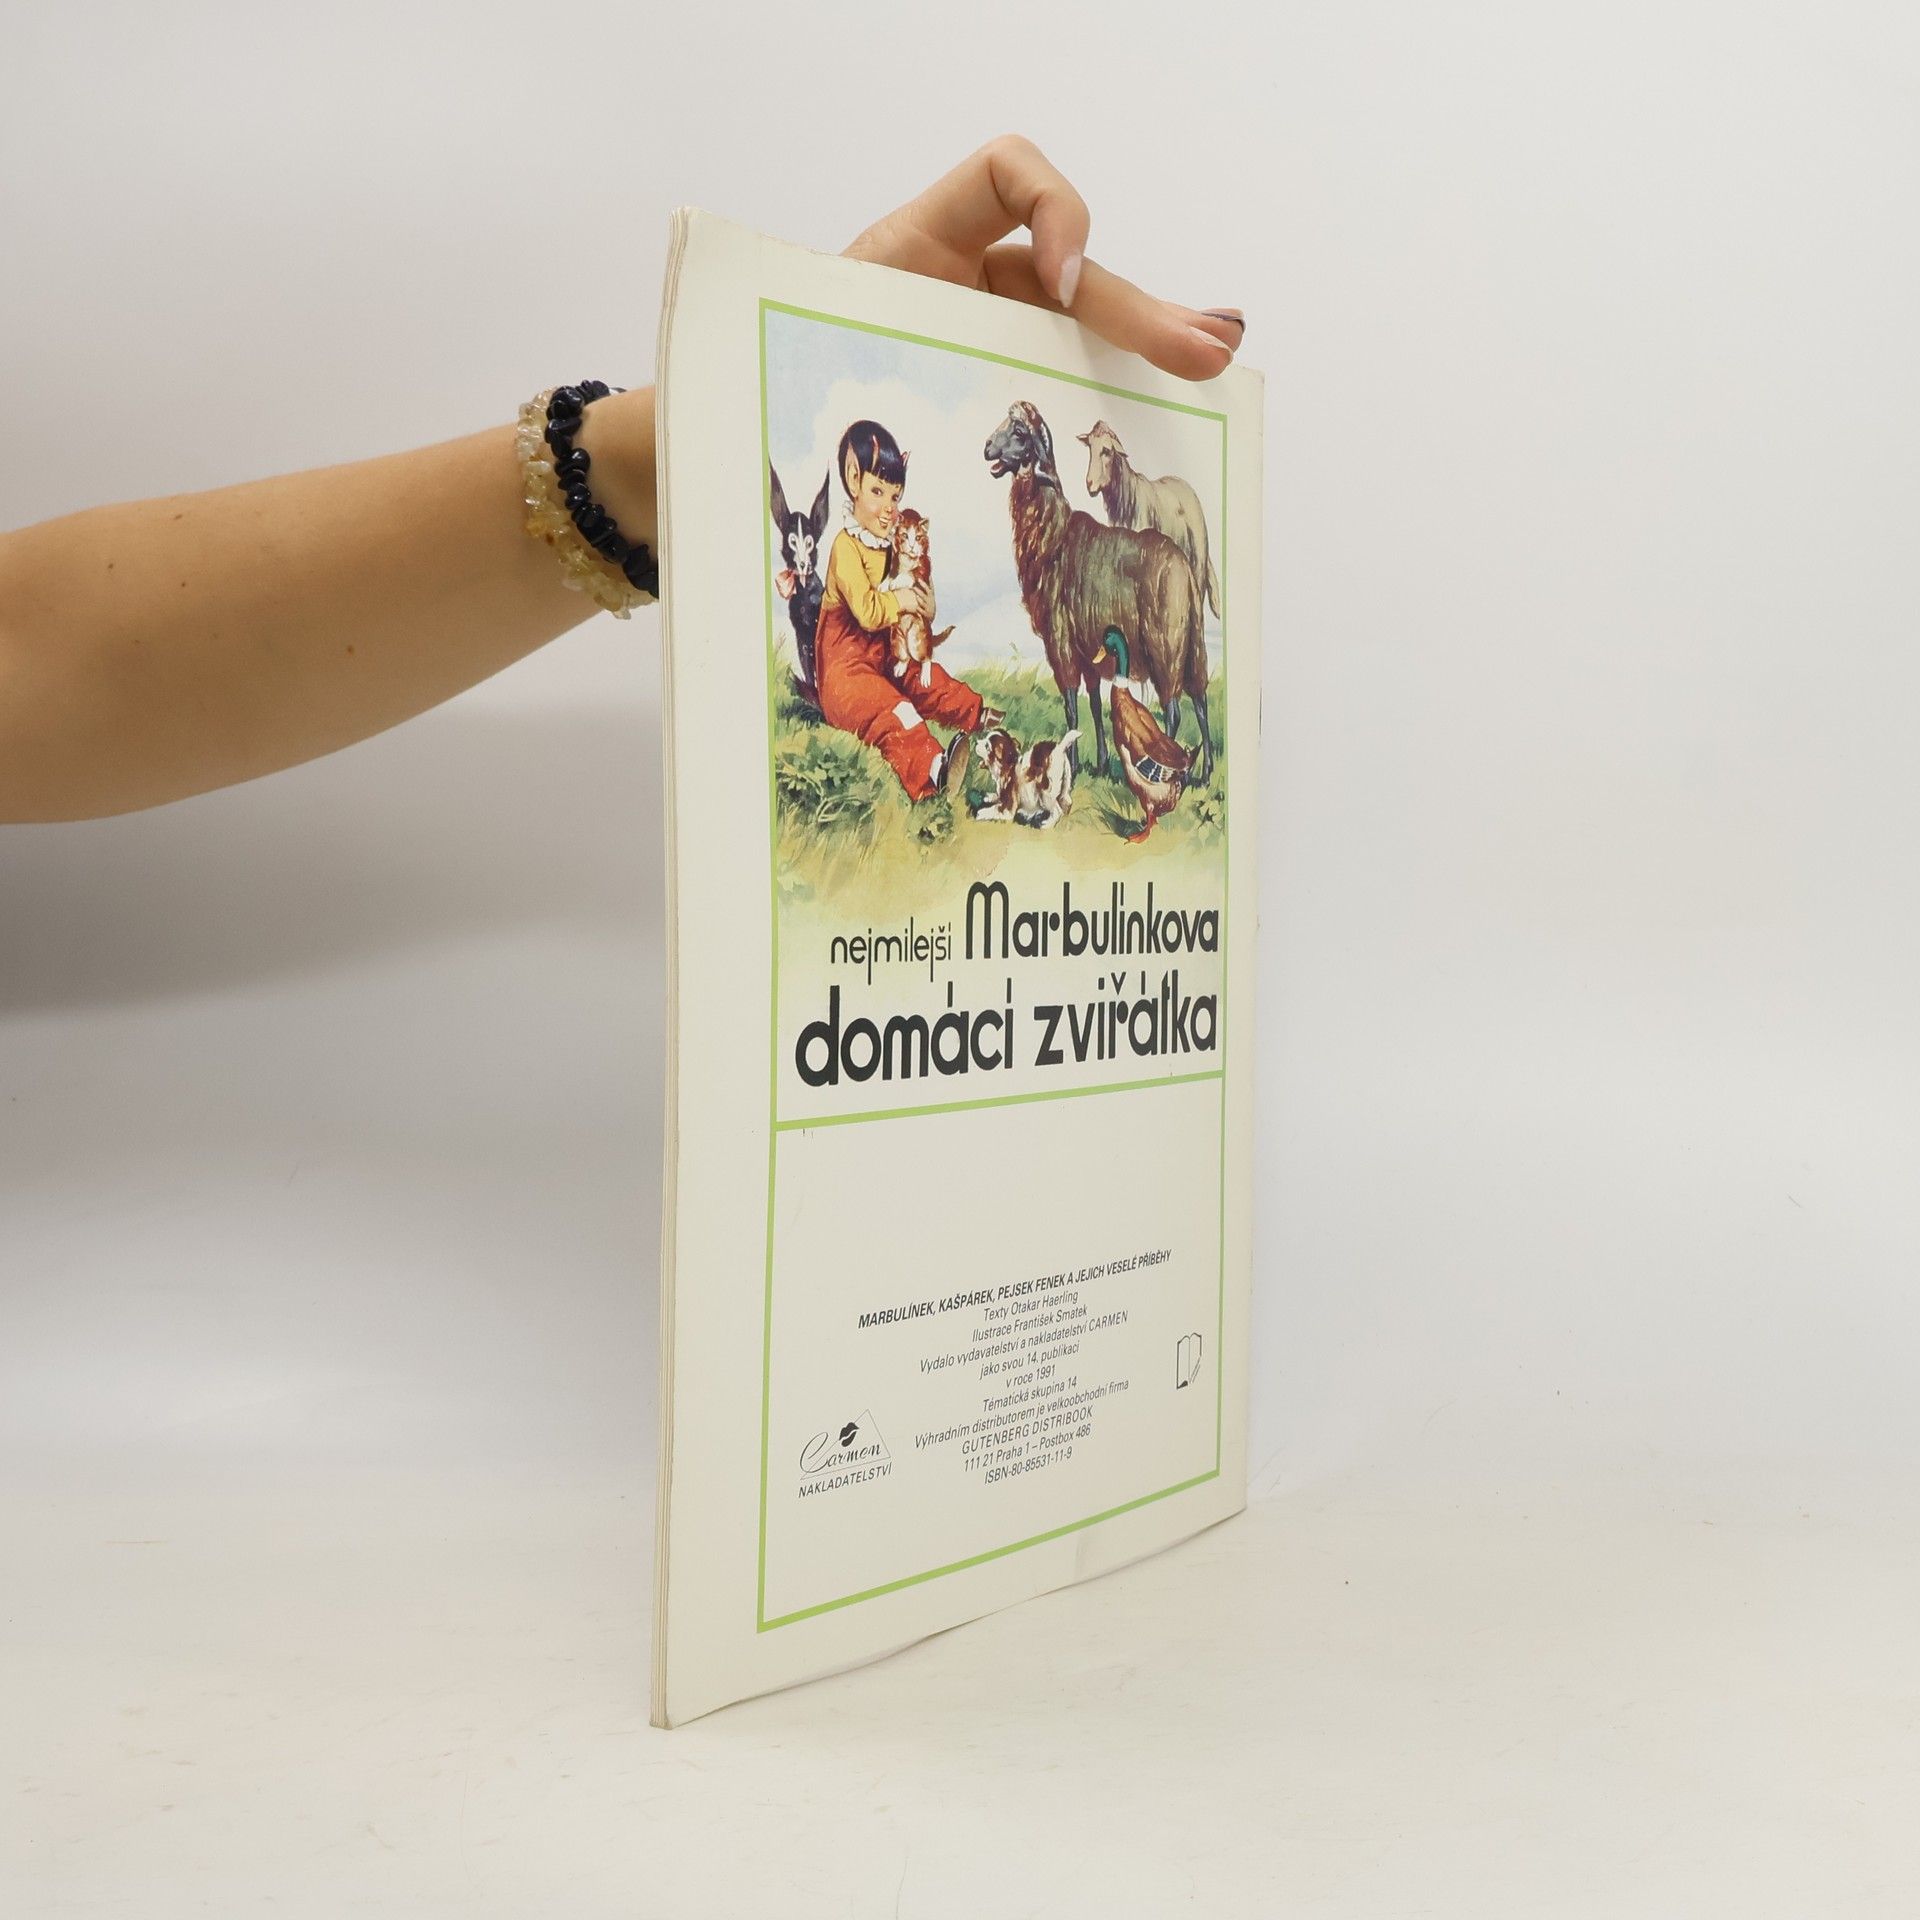 nejmilejší Marbulínkova
domácí zvířátka
MARBULÍNEK, KAŠPÁREK, PEJSEK FENEK A JEJICH VESELÉ PŘÍBĚHY
Texty Otakar Haerling
Ilustrace František Smatek
Vydalo vydavatelství a nakladatelství CARMEN
jako svou 14. publikaci
v roce 1991
Tématická skupina 14
Výhradním distributorem je velkoobchodní firma
GUTENBERG DISTRIBOOK
111 21 Praha 1 – Postbox 486
ISBN-80-85531-11-9
Carmen
NAKLADATELSTVÍ